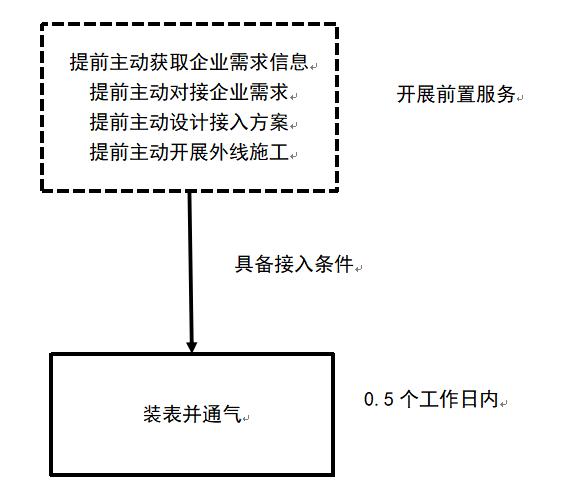 提前主动获取企业需求信息
提前主动对接企业需求
提前主动设计接入方案
提前主动开展外线施工
开展前置服务
具备接入条件
装表并通气
0.5个工作日内